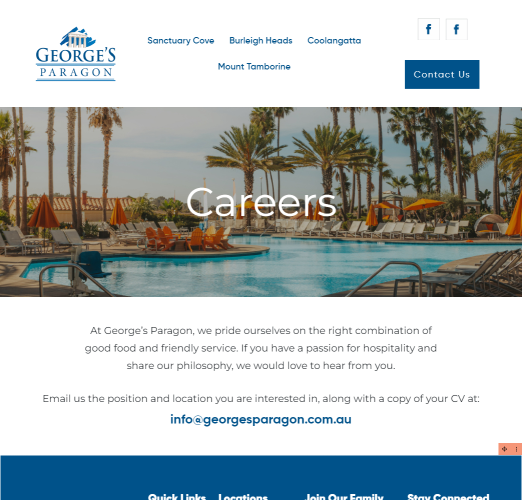 GEORGE'S
PARAGON
Sanctuary Cove Burleigh Heads Coolangatta
Mount Tamborine
Contact Us
Careers
At George's Paragon, we pride ourselves on the right combination of
good food and friendly service. If you have a passion for hospitality and
share our philosophy, we would love to hear from you.
Email us the position and location you are interested in, along with a copy of your CV at:
info@georgesparagon.com.au
Quick Links Locations Join Our Family Stay Connected